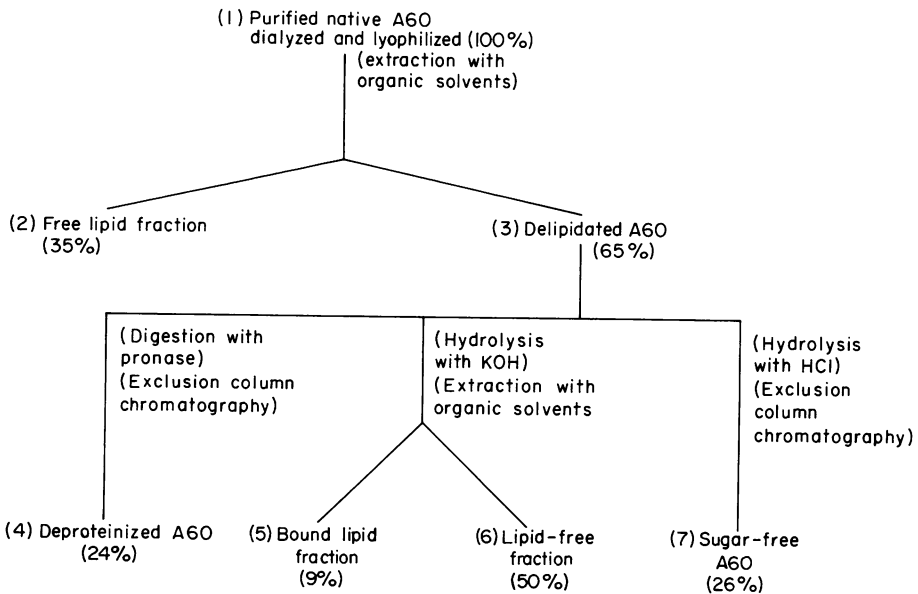 (1) Purified native A60
dialyzed and lyophilized (100%)
(extraction with
organic solvents)
(2) Free lipid fraction
(35%)
(3) Delipidated A60
(65%)
(Digestion with
pronase)
(Exclusion column
chromatography)
(Hydrolysis
with KOH)
(Extraction with
organic solvents
(Hydrolysis
with HCl)
(Exclusion
column
chromatography)
(4) Deproteinized A60
(24%)
(5) Bound lipid
fraction
(9%)
(6) Lipid-free
fraction
(50%)
(7) Sugar-free
A60
(26%)